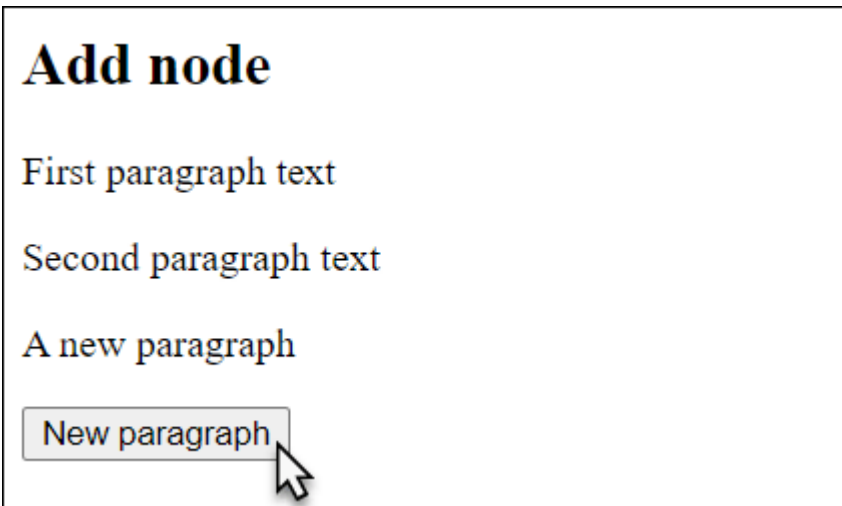 Add node
First paragraph text
Second paragraph text
A new paragraph
New paragraph